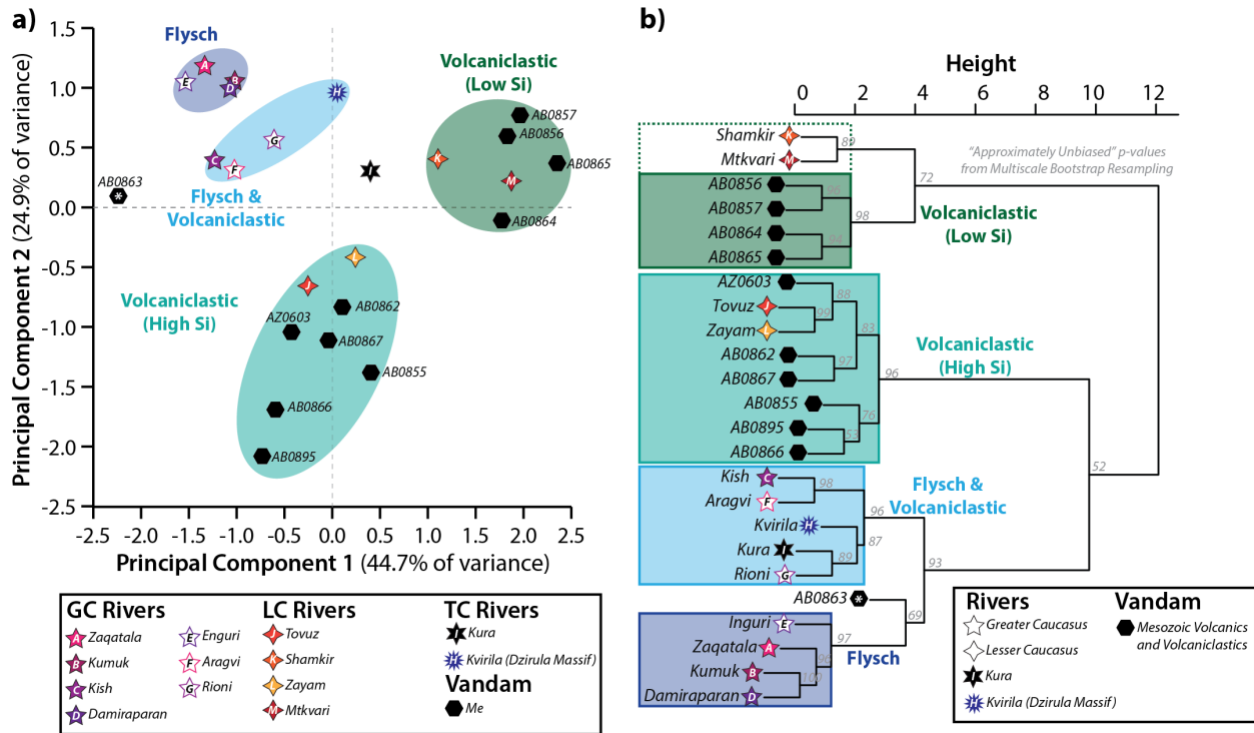 a)
Principal Component 2 (24.9% of variance)
1.5
1.0
0.5
0.0
-0.5
-1.0
-1.5
-2.0
-2.5
-2.5 -2.0 -1.5 -1.0 -0.5 0.0 0.5 1.0 1.5 2.0 2.5
Principal Component 1 (44.7% of variance)
Flysch
A
E
B
D
H
G
C
F
Flysch &
Volcaniclastic
AB0863
*
I
Volcaniclastic
(Low Si)
AB0857
AB0856
AB0865
K
M
AB0864
Volcaniclastic
(High Si)
L
J
AB0862
AZ0603
AB0867
AB0855
AB0866
AB0895
GC Rivers
A Zaqatala
B Kumuk
C Kish
D Damiraparan
E Enguri
F Aragvi
G Rioni
LC Rivers
J Tovuz
K Shamkir
L Zayam
M Mtkvari
TC Rivers
I Kura
H Kvirila (Dzirula Massif)
Vandam
Me
b)
Height
0 2 4 6 8 10 12
"Approximately Unbiased" p-values
from Multiscale Bootstrap Resampling
Shamkir K
Mtkvari M
89
72
AB0856
AB0857
AB0864
AB0865
96
94
98
Volcaniclastic
(Low Si)
AZ0603
Tovuz J
Zayam L
AB0862
AB0867
AB0855
AB0895
AB0866
88
99
83
97
76
53
96
Volcaniclastic
(High Si)
52
Kish C
Aragvi F
Kvirila H
Kura I
Rioni G
98
96
87
89
93
Flysch &
Volcaniclastic
AB0863 *
69
Inguri E
Zaqatala A
Kumuk B
Damiraparan D
97
96
100
Flysch
Rivers
Greater Caucasus
Lesser Caucasus
I Kura
H Kvirila (Dzirula Massif)
Vandam
Mesozoic Volcanics
and Volcaniclastics